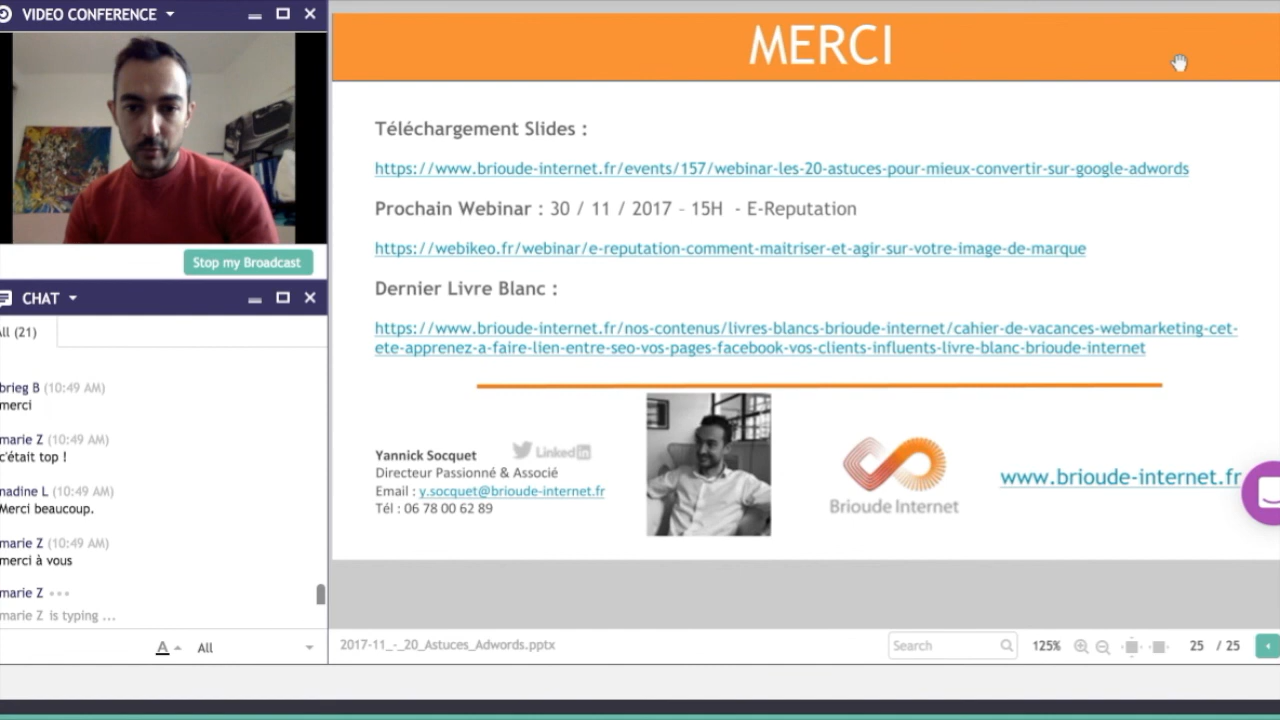 VIDEO CONFERENCE
Stop my Broadcast
CHAT
All (21)
brieg B (10:49 AM)
merci
marie Z (10:49 AM)
c'était top !
nadine L (10:49 AM)
Merci beaucoup.
marie Z (10:49 AM)
merci à vous
marie Z
marie Z is typing ...
A
All
MERCI
Téléchargement Slides :
https://www.brioude-internet.fr/events/157/webinar-les-20-astuces-pour-mieux-convertir-sur-google-adwords
Prochain Webinar : 30 / 11 / 2017 - 15H - E-Reputation
https://webikeo.fr/webinar/e-reputation-comment-maitriser-et-agir-sur-votre-image-de-marque
Dernier Livre Blanc :
https://www.brioude-internet.fr/nos-contenus/livres-blancs-brioude-internet/cahier-de-vacances-webmarketing-cet-
ete-apprenez-a-faire-lien-entre-seo-vos-pages-facebook-vos-clients-influents-livre-blanc-brioude-internet
Yannick Socquet
Linked in
Directeur Passionné & Associé
Email : y.socquet@brioude-internet.fr
Tél : 06 78 00 62 89
Brioude Internet
www.brioude-internet.fr
2017-11_-_20_Astuces_Adwords.pptx
Search
125%
25 / 25